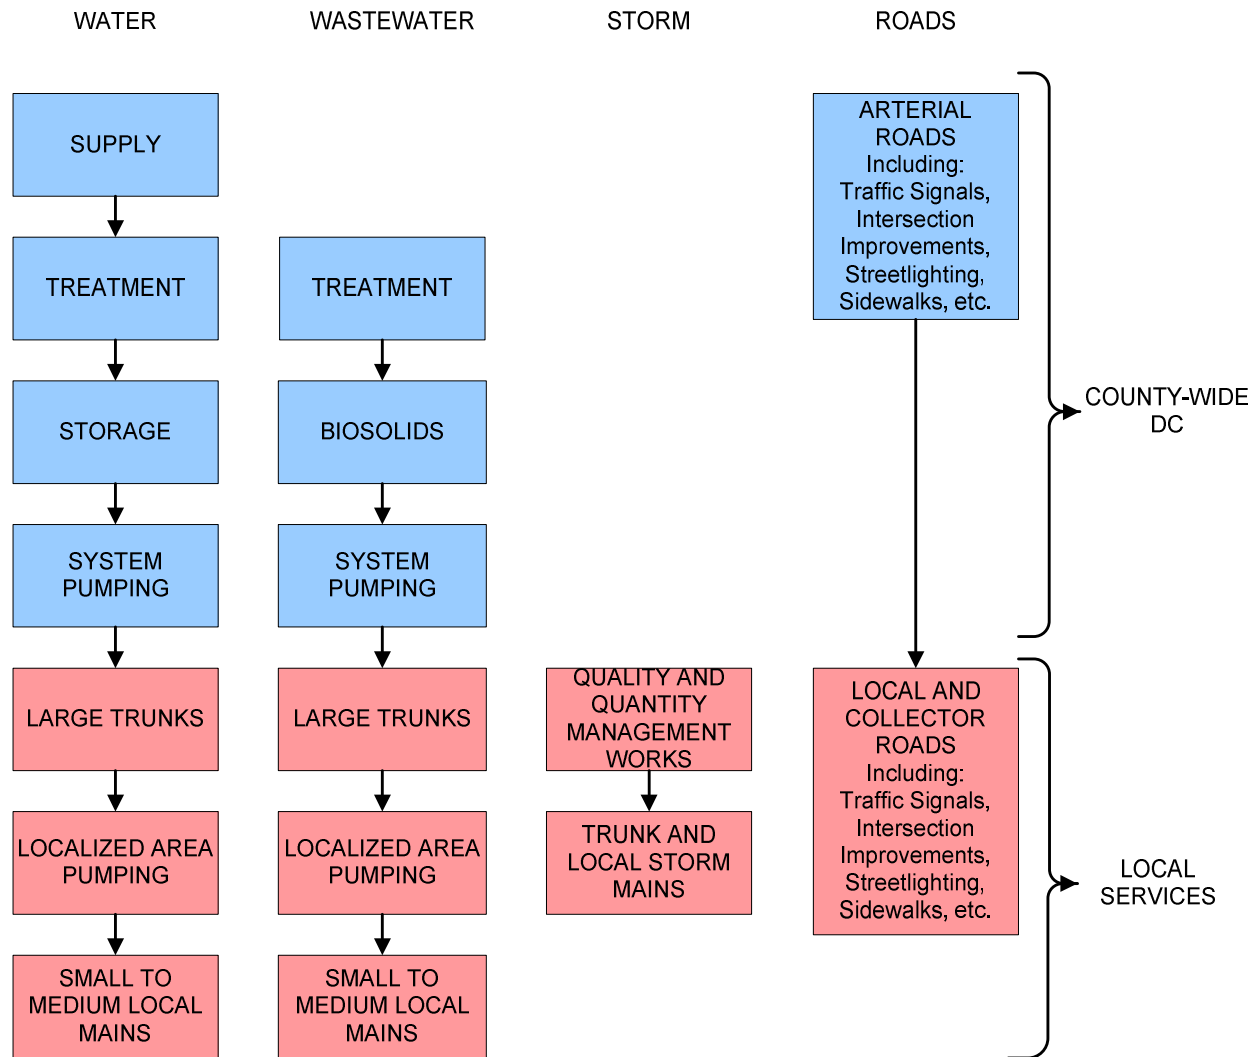 WATER
WASTEWATER
STORM
ROADS
SUPPLY
TREATMENT
STORAGE
SYSTEM
PUMPING
LARGE TRUNKS
LOCALIZED AREA
PUMPING
SMALL TO
MEDIUM LOCAL
MAINS
TREATMENT
BIOSOLIDS
SYSTEM
PUMPING
LARGE TRUNKS
LOCALIZED AREA
PUMPING
SMALL TO
MEDIUM LOCAL
MAINS
QUALITY AND
QUANTITY
MANAGEMENT
WORKS
TRUNK AND
LOCAL STORM
MAINS
ARTERIAL
ROADS
Including:
Traffic Signals,
Intersection
Improvements,
Streetlighting,
Sidewalks, etc.
LOCAL AND
COLLECTOR
ROADS
Including:
Traffic Signals,
Intersection
Improvements,
Streetlighting,
Sidewalks, etc.
COUNTY-WIDE
DC
LOCAL
SERVICES